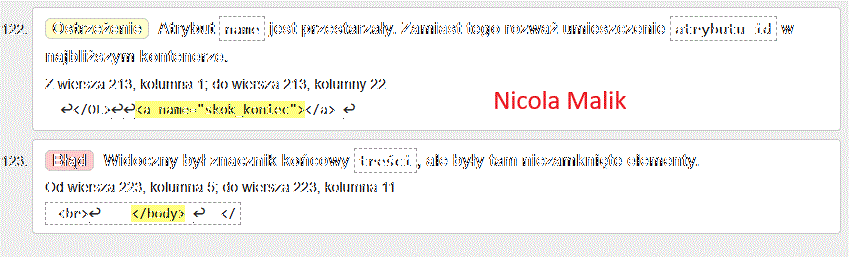 122. Ostrzeżenie Atrybut name jest przestarzały. Zamiast tego rozważ umieszczenie atrybutu id w
najbliższym kontenerze.
Z wiersza 213, kolumna 1; do wiersza 213, kolumny 22
↩</OL>↩↩<a name="skok_koniec"></a> ↩
Nicola Malik
123. Błąd Widoczny był znacznik końcowy treści, ale były tam niezamknięte elementy.
Od wiersza 223, kolumna 5; do wiersza 223, kolumna 11
<br>↩ </body> ↩ </